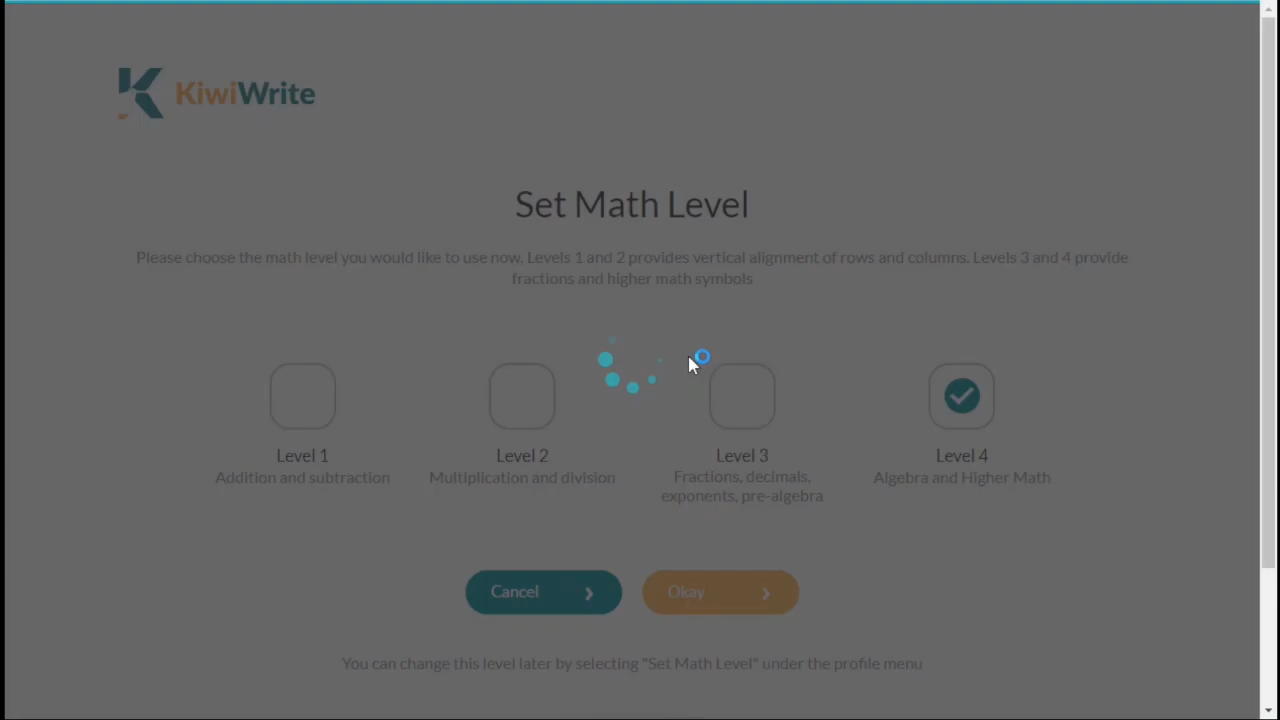 KiwiWrite
Set Math Level
Please choose the math level you would like to use now. Levels 1 and 2 provides vertical alignment of rows and columns. Levels 3 and 4 provide
fractions and higher math symbols
Level 1
Addition and subtraction
Level 2
Multiplication and division
Level 3
Fractions, decimals,
exponents, pre-algebra
Level 4
Algebra and Higher Math
Cancel
Okay
You can change this level later by selecting "Set Math Level" under the profile menu